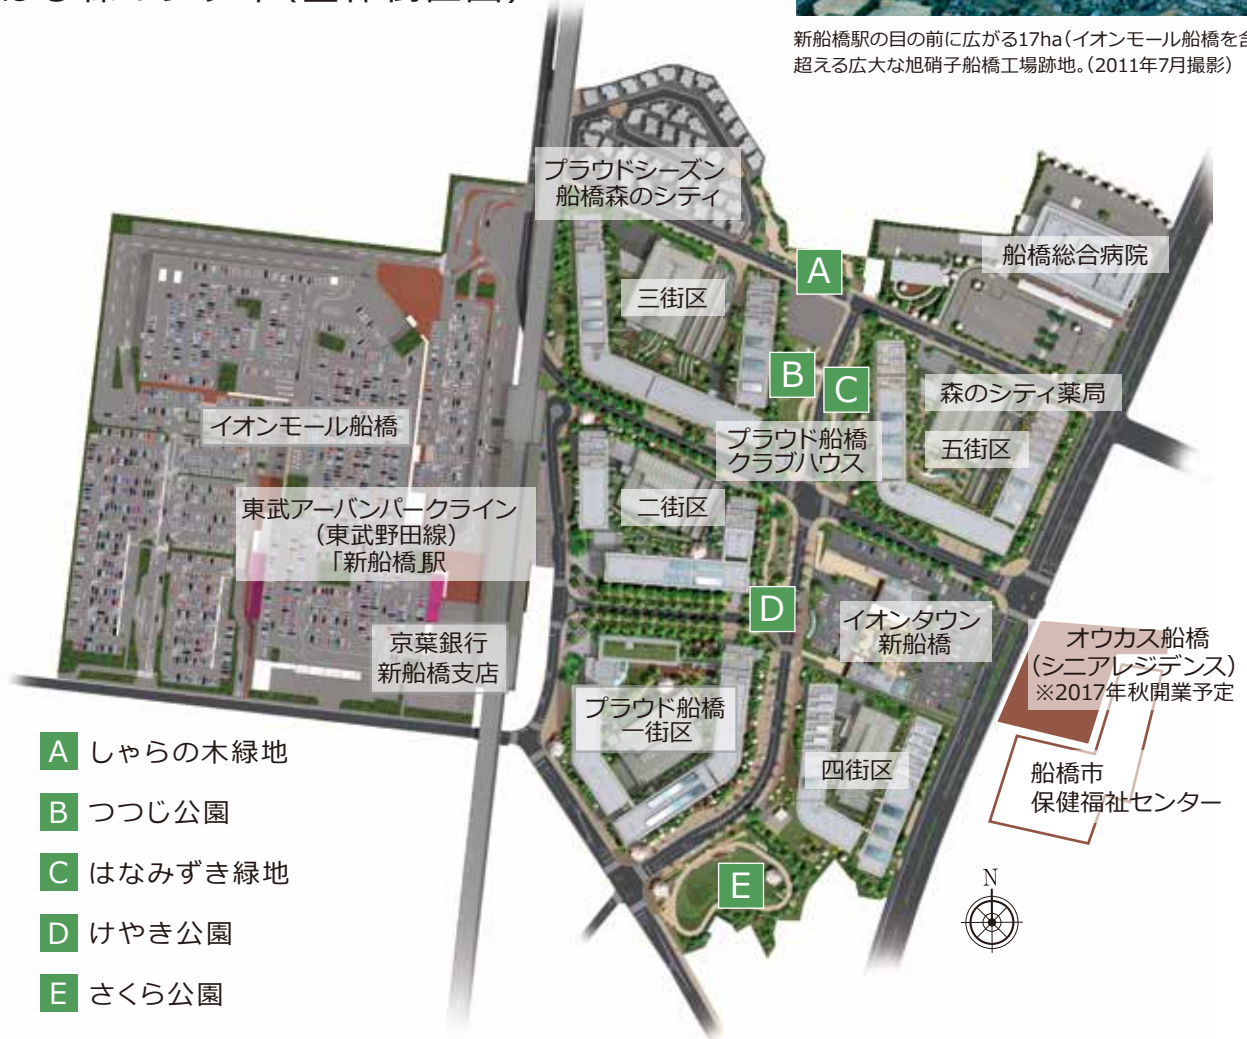 新船橋駅の目の前に広がる17ha(イオンモール船橋を
超える広大な旭硝子船橋工場跡地。(2011年7月撮影)
プラウドシーズン
船橋森のシティ
A
船橋総合病院
三街区
B
C
森のシティ薬局
イオンモール船橋
プラウド船橋
クラブハウス
五街区
東武アーバンパークライン
(東武野田線)
「新船橋」駅
二街区
D
イオンタウン
新船橋
京葉銀行
新船橋支店
オウカス船橋
(シニアレジデンス)
※2017年秋開業予定
プラウド船橋
一街区
四街区
船橋市
保健福祉センター
E
N
A しゃらの木緑地
B つつじ公園
C はなみずき緑地
D けやき公園
E さくら公園